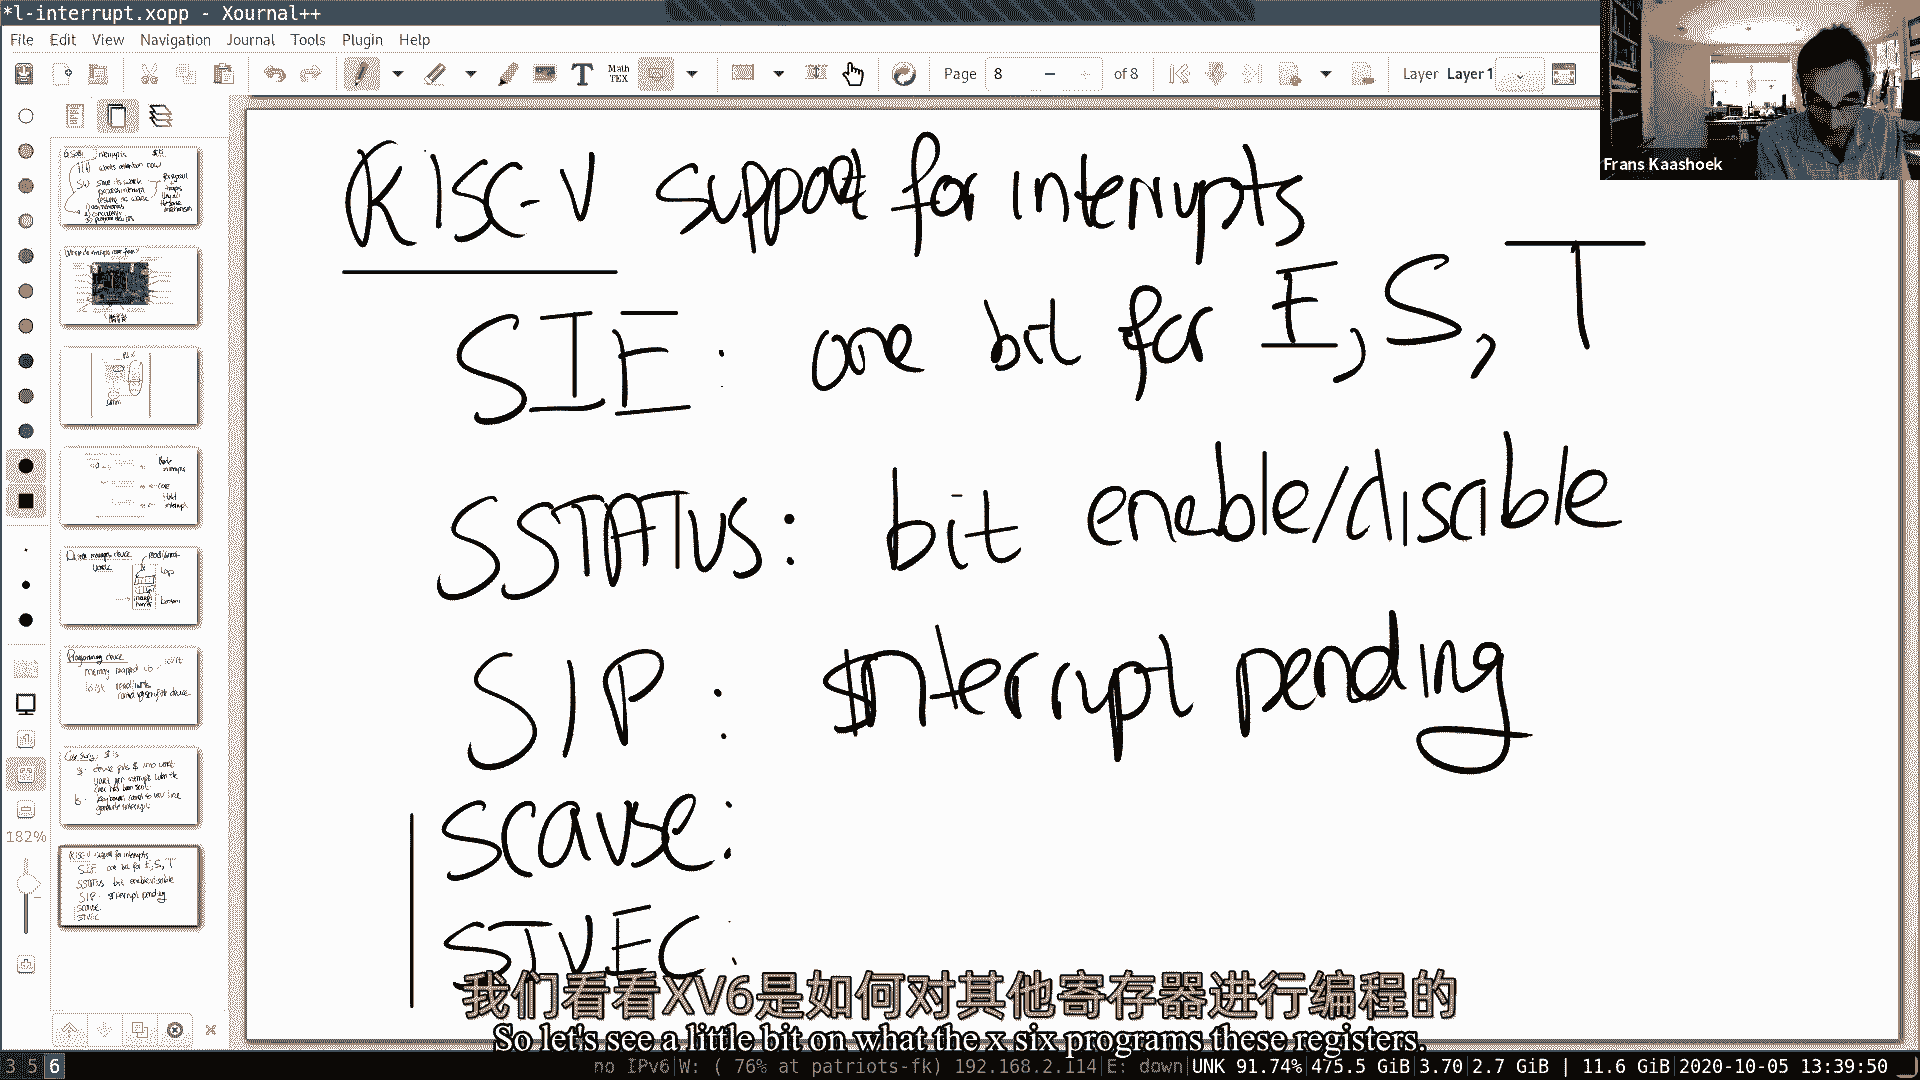 *l-interrupt.xopp - Xournal++
File Edit View Navigation Journal Tools Plugin Help
Page 8 of 8 Layer Layer 1
Frans Kaashoek
RISC-V support for interrupts
SIE: one bit for E, S, T
SSTATUS: bit enable/disable
SIP: Interrupt pending
SCAUSE:
STVEC:
182%
我们看看XV6是如何对其他寄存器进行编程的
So let's see a little bit on what the x six programs these registers.
3 5 6 no IPv6|W: ( 76% at patriots-fk) 192.168.2.114|E: down|UNK 91.74%|475.5 GiB|3.70|2.7 GiB | 11.6 GiB|2020-10-05 13:39:50